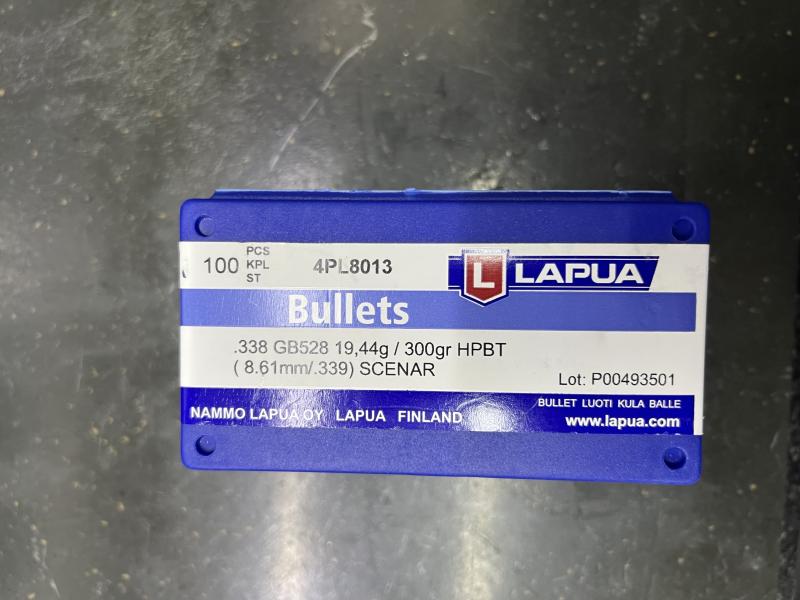 100 PCS KPL ST 4PL8013
L LAPUA
Bullets
.338 GB528 19,44g / 300gr HPBT
( 8.61mm/.339) SCENAR
Lot: P00493501
BULLET LUOTI KULA BALLE
NAMMO LAPUA OY LAPUA FINLAND
www.lapua.com